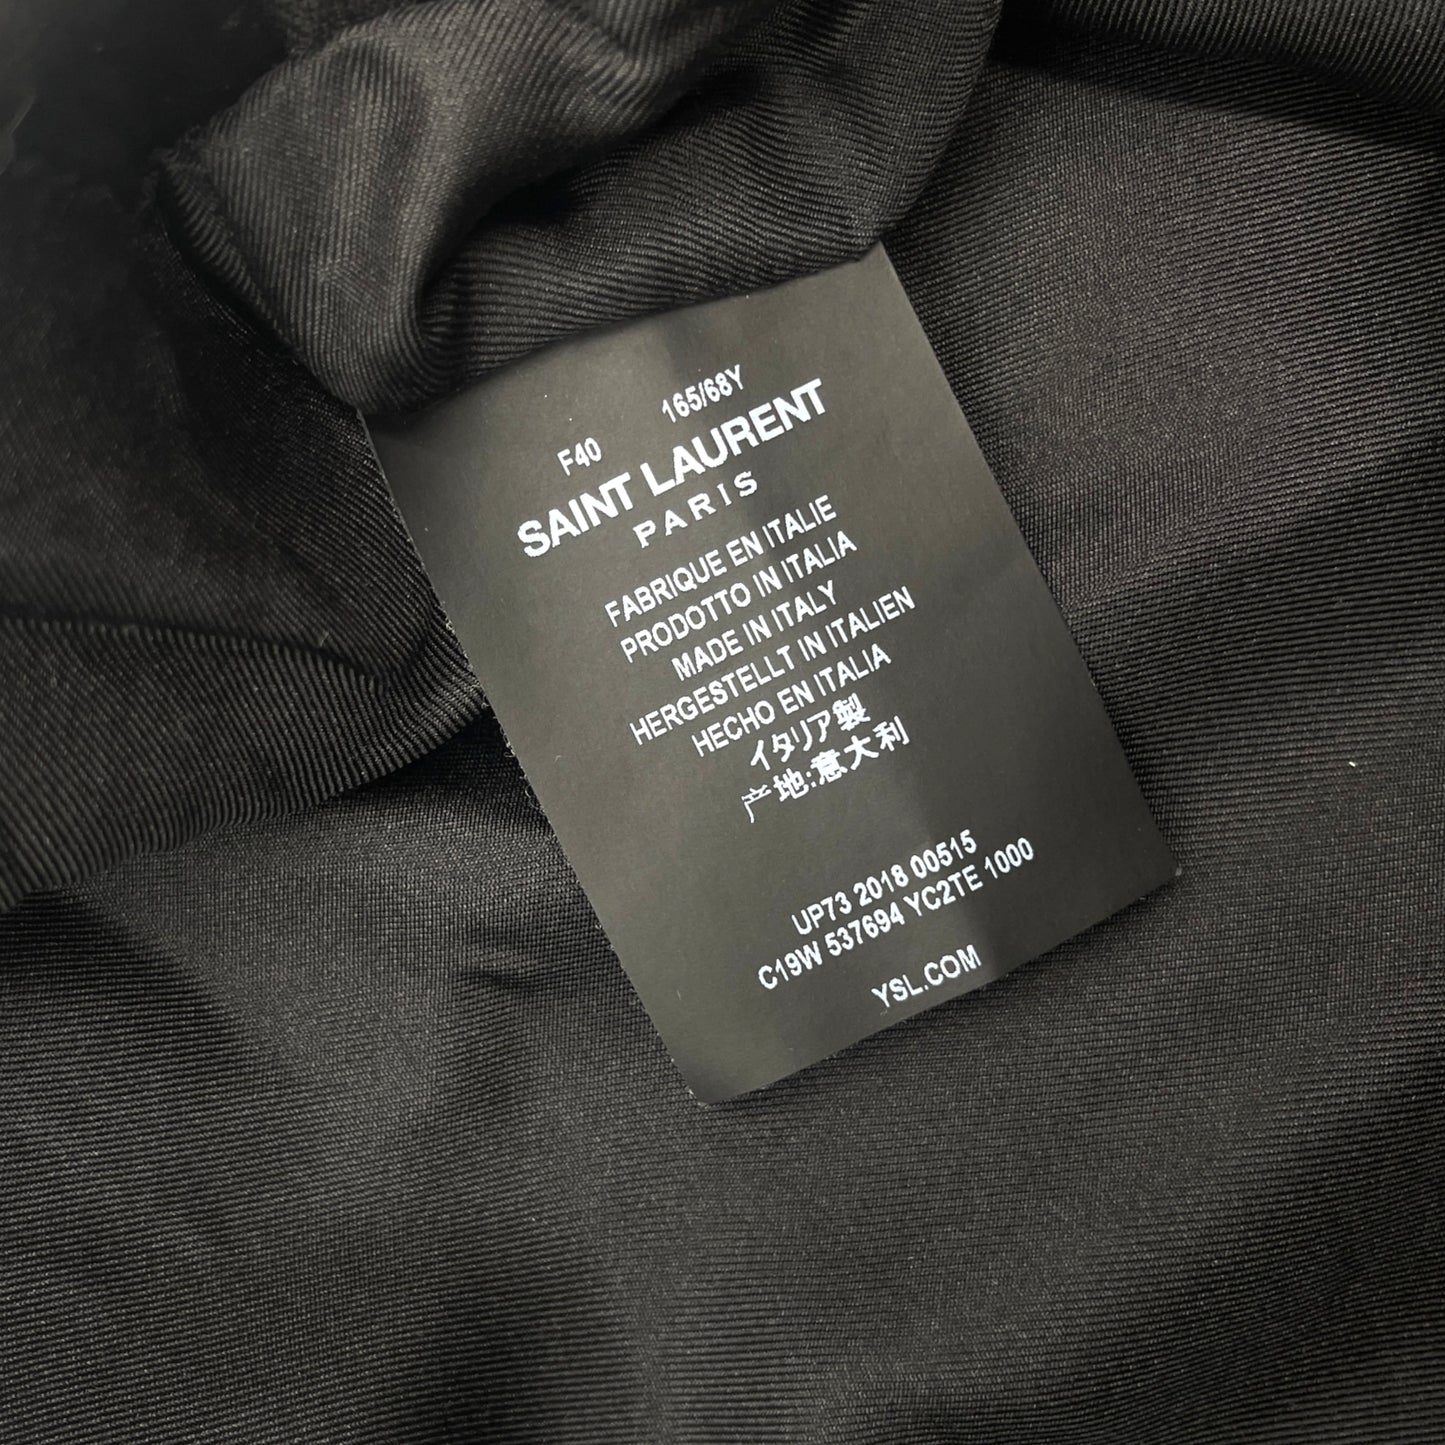 F40 165/68Y
SAINT LAURENT
PARIS
FABRIQUE EN ITALIE
PRODOTTO IN ITALIA
MADE IN ITALY
HERGESTELLT IN ITALIEN
HECHO EN ITALIA
イタリア製
产地:意大利
UP73 2018 00515
C19W 537694 YC2TE 1000
YSL.COM